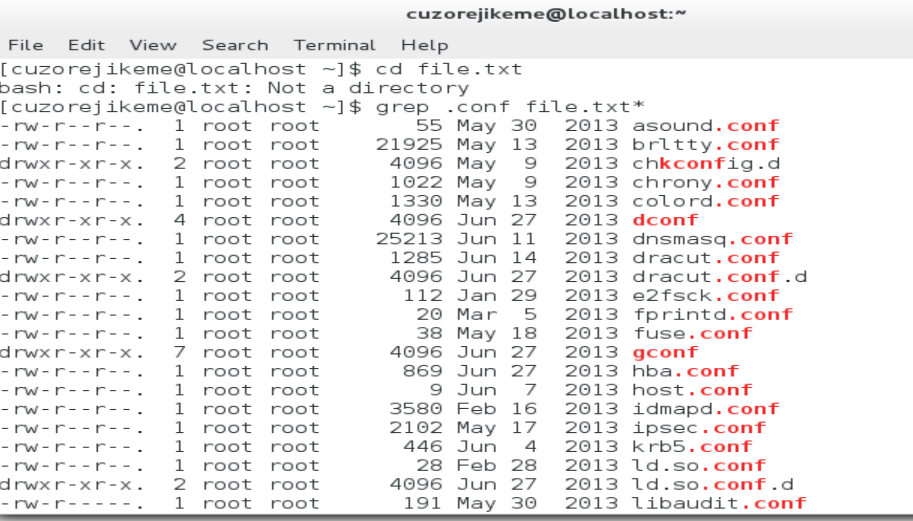 cuzorejikeme@localhost:~
File Edit View Search Terminal Help
[cuzorejikeme@localhost ~]$ cd file.txt
bash: cd: file.txt: Not a directory
[cuzorejikeme@localhost ~]$ grep .conf file.txt*
-rw-r--r--. 1 root root 55 May 30 2013 asound.conf
-rw-r--r--. 1 root root 21925 May 13 2013 brltty.conf
drwxr-xr-x. 2 root root 4096 May 9 2013 chkconfig.d
-rw-r--r--. 1 root root 1022 May 9 2013 chrony.conf
-rw-r--r--. 1 root root 1330 May 13 2013 colord.conf
drwxr-xr-x. 4 root root 4096 Jun 27 2013 dconf
-rw-r--r--. 1 root root 25213 Jun 11 2013 dnsmasq.conf
-rw-r--r--. 1 root root 1285 Jun 14 2013 dracut.conf
drwxr-xr-x. 2 root root 4096 Jun 27 2013 dracut.conf.d
-rw-r--r--. 1 root root 112 Jan 29 2013 e2fsck.conf
-rw-r--r--. 1 root root 20 Mar 5 2013 fprintd.conf
-rw-r--r--. 1 root root 38 May 18 2013 fuse.conf
drwxr-xr-x. 7 root root 4096 Jun 27 2013 gconf
-rw-r--r--. 1 root root 869 Jun 27 2013 hba.conf
-rw-r--r--. 1 root root 9 Jun 7 2013 host.conf
-rw-r--r--. 1 root root 3580 Feb 16 2013 idmapd.conf
-rw-r--r--. 1 root root 2102 May 17 2013 ipsec.conf
-rw-r--r--. 1 root root 446 Jun 4 2013 krb5.conf
-rw-r--r--. 1 root root 28 Feb 28 2013 ld.so.conf
drwxr-xr-x. 2 root root 4096 Jun 27 2013 ld.so.conf.d
-rw-r-----. 1 root root 191 May 30 2013 libaudit.conf